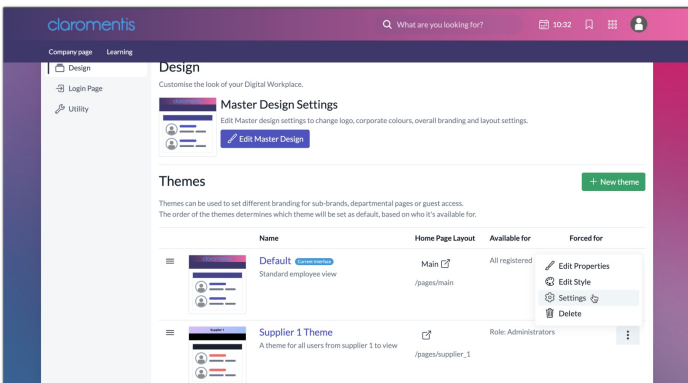 claromentis
What are you looking for?
10:32
Company page Learning
Design
Login Page
Utility
Design
Customise the look of your Digital Workplace.
Master Design Settings
Edit Master design settings to change logo, corporate colours, overall branding and layout settings.
Edit Master Design
Themes
+ New theme
Themes can be used to set different branding for sub-brands, departmental pages or guest access.
The order of the themes determines which theme will be set as default, based on who it's available for.
Name Home Page Layout Available for Forced for
Default Current Interface
Standard employee view
Main
/pages/main
All registered
Edit Properties
Edit Style
Settings
Delete
Supplier 1
Supplier 1 Theme
A theme for all users from supplier 1 to view
/pages/supplier_1
Role: Administrators